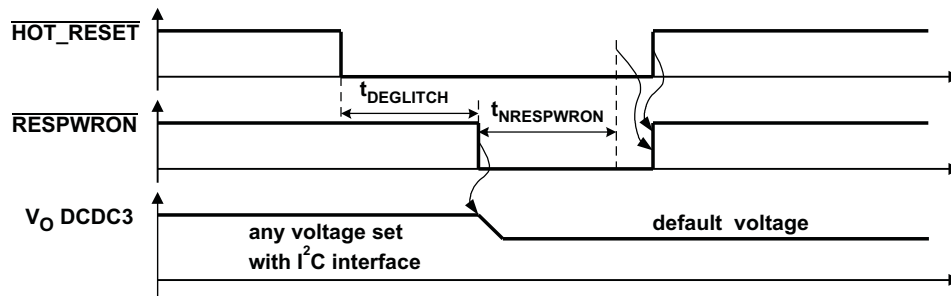 HOT_RESET
t_DEGLITCH
RESPWRON
t_NRESPWRON
V_O DCDC3
any voltage set
with I²C interface
default voltage